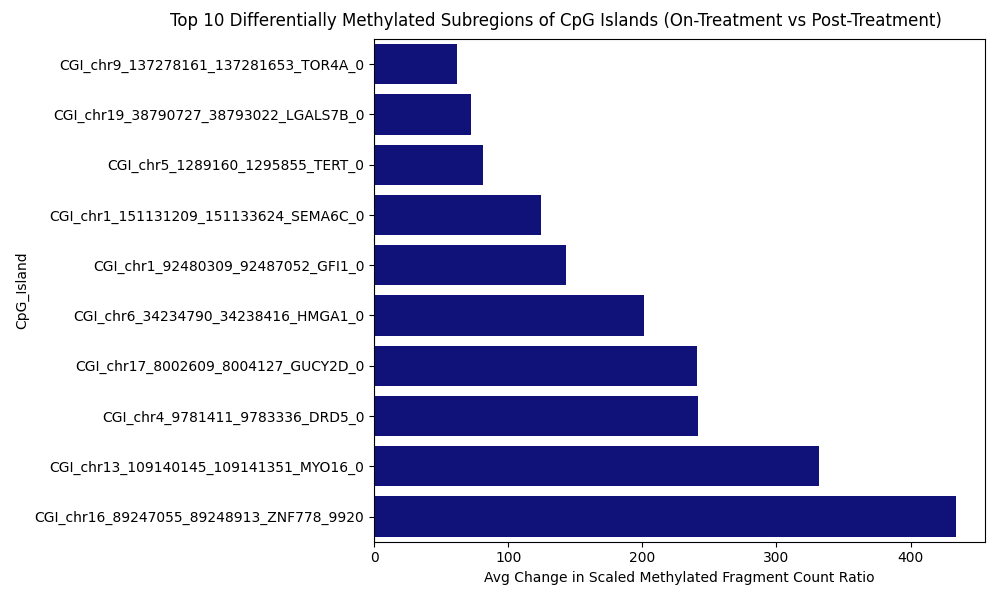 Top 10 Differentially Methylated Subregions of CpG Islands (On-Treatment vs Post-Treatment)
CGI_chr9_137278161_137281653_TOR4A_0
CGI_chr19_38790727_38793022_LGALS7B_0
CGI_chr5_1289160_1295855_TERT_0
CGI_chr1_151131209_151133624_SEMA6C_0
CGI_chr1_92480309_92487052_GFI1_0
CGI_chr6_34234790_34238416_HMGA1_0
CGI_chr17_8002609_8004127_GUCY2D_0
CGI_chr4_9781411_9783336_DRD5_0
CGI_chr13_109140145_109141351_MYO16_0
CGI_chr16_89247055_89248913_ZNF778_9920
CpG_Island
0 100 200 300 400
Avg Change in Scaled Methylated Fragment Count Ratio